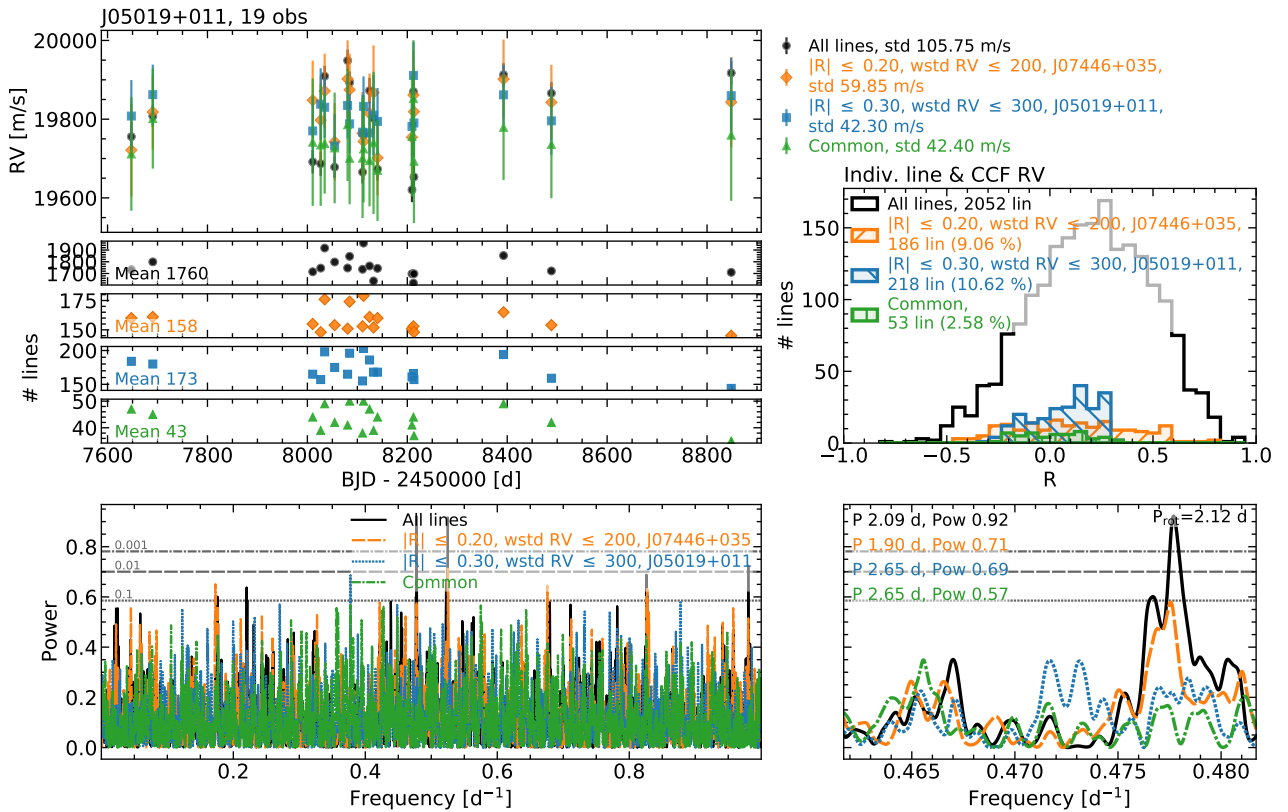 J05019+011, 19 obs
20000
19800
19600
RV [m/s]
All lines, std 105.75 m/s
|R| ≤ 0.20, wstd RV ≤ 200, J07446+035,
std 59.85 m/s
|R| ≤ 0.30, wstd RV ≤ 300, J05019+011,
std 42.30 m/s
Common, std 42.40 m/s
1900
1800
1700
Mean 1760
175
150
Mean 158
200
150
Mean 173
50
40
Mean 43
# lines
7600 7800 8000 8200 8400 8600 8800
BJD - 2450000 [d]
Indiv. line & CCF RV
All lines, 2052 lin
|R| ≤ 0.20, wstd RV ≤ 200, J07446+035,
186 lin (9.06 %)
|R| ≤ 0.30, wstd RV ≤ 300, J05019+011,
218 lin (10.62 %)
Common,
53 lin (2.58 %)
150
100
50
0
# lines
−1.0 −0.5 0.0 0.5 1.0
R
All lines
|R| ≤ 0.20, wstd RV ≤ 200, J07446+035
|R| ≤ 0.30, wstd RV ≤ 300, J05019+011
Common
0.001
0.01
0.1
0.8
0.6
0.4
0.2
0.0
Power
0.2 0.4 0.6 0.8
Frequency [d⁻¹]
P 2.09 d, Pow 0.92
P 1.90 d, Pow 0.71
P 2.65 d, Pow 0.69
P 2.65 d, Pow 0.57
P_rot=2.12 d
0.465 0.470 0.475 0.480
Frequency [d⁻¹]